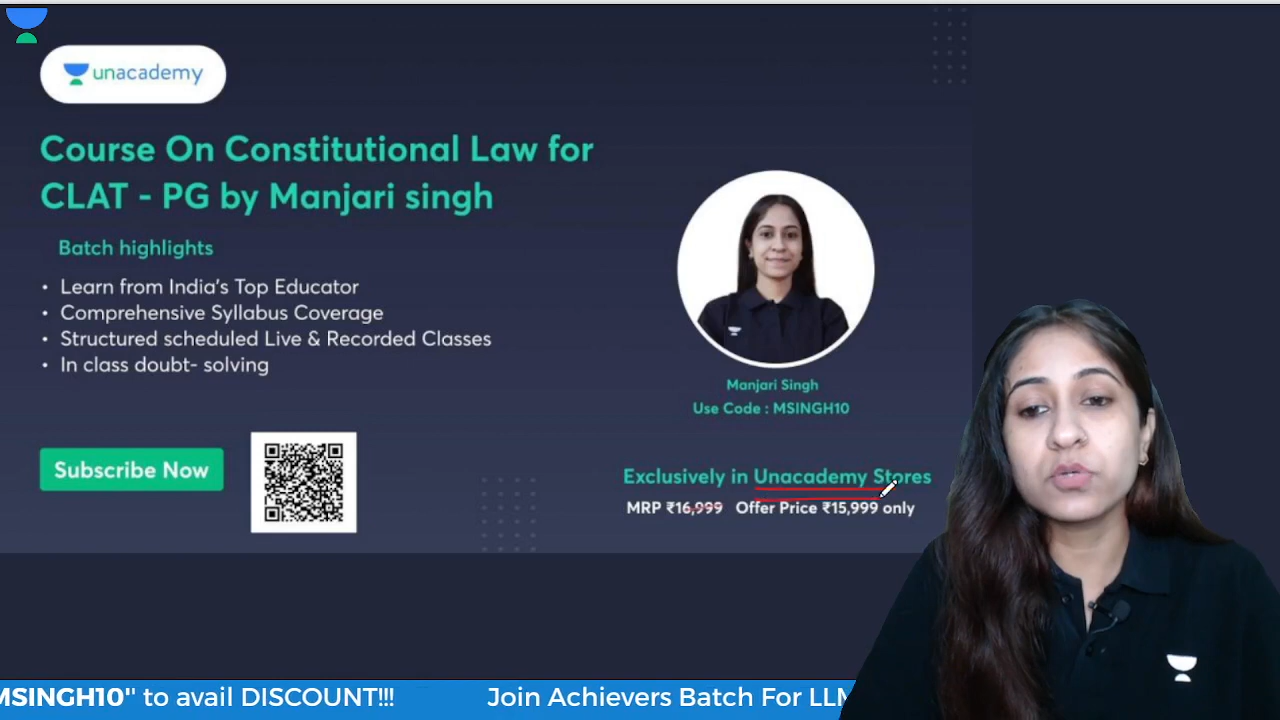 unacademy
Course On Constitutional Law for
CLAT - PG by Manjari singh
Batch highlights
• Learn from India's Top Educator
• Comprehensive Syllabus Coverage
• Structured scheduled Live & Recorded Classes
• In class doubt- solving
Subscribe Now
Manjari Singh
Use Code : MSINGH10
Exclusively in Unacademy Stores
MRP ₹16,999 Offer Price ₹15,999 only
MSINGH10" to avail DISCOUNT!!! Join Achievers Batch For LLM